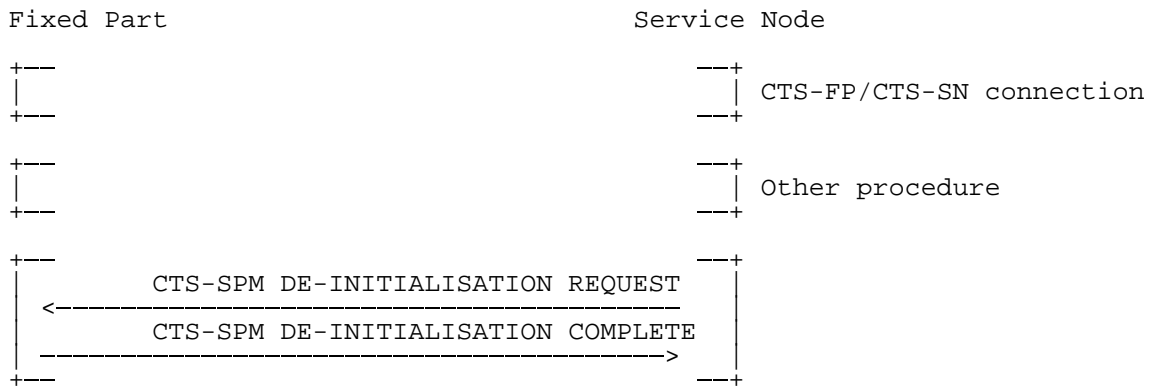 Fixed Part Service Node
CTS-FP/CTS-SN connection
Other procedure
CTS-SPM DE-INITIALISATION REQUEST
CTS-SPM DE-INITIALISATION COMPLETE